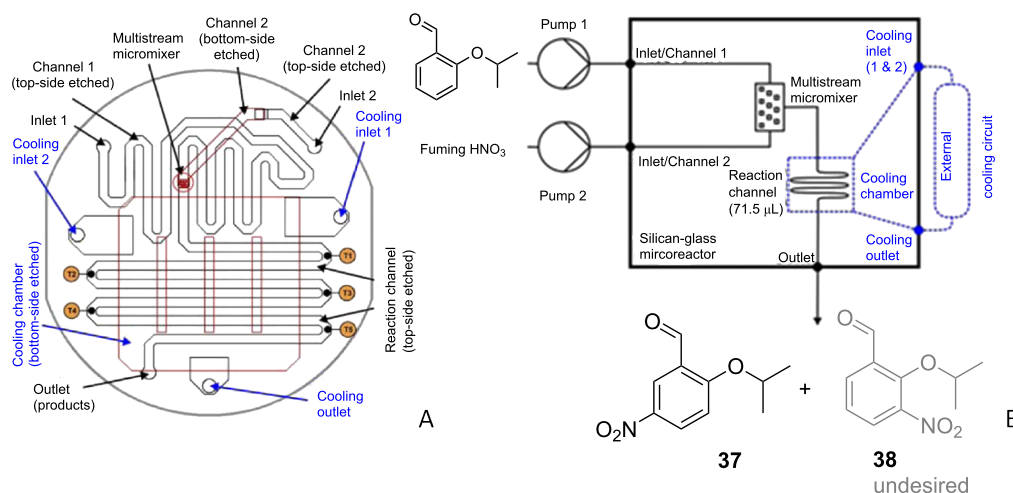 Channel 2
(bottom-side
etched)
Multistream
micromixer
Channel 2
(top-side etched)
Channel 1
(top-side etched)
Inlet 2
Inlet 1
Cooling
inlet 1
Cooling
inlet 2
T1
T2
T3
T4
T5
Cooling chamber
(bottom-side etched)
Reaction channel
(top-side etched)
Outlet
(products)
Cooling
outlet
A
O
O
Pump 1
Inlet/Channel 1
Fuming HNO3
Pump 2
Inlet/Channel 2
Multistream
micromixer
Cooling
inlet
(1 & 2)
Reaction
channel
(71.5 µL)
Cooling
chamber
External
cooling circuit
Cooling
outlet
Silican-glass
mircoreactor
Outlet
O
O
O2N
37
+
O
O
NO2
38
undesired